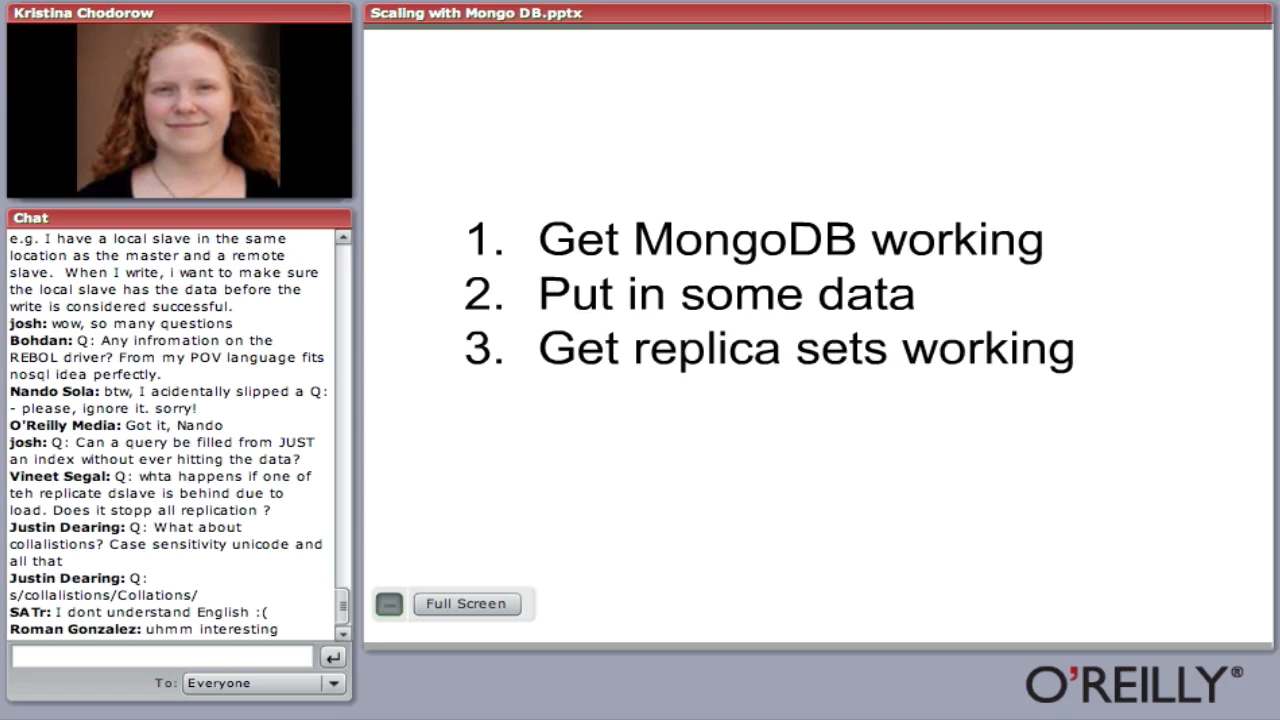 Kristina Chodorow
Chat
e.g. I have a local slave in the same
location as the master and a remote
slave. When I write, i want to make sure
the local slave has the data before the
write is considered successful.
josh: wow, so many questions
Bohdan: Q: Any infromation on the
REBOL driver? From my POV language fits
nosql idea perfectly.
Nando Sola: btw, I acidentally slipped a Q:
- please, ignore it. sorry!
O'Reilly Media: Got it, Nando
josh: Q: Can a query be filled from JUST
an index without ever hitting the data?
Vineet Segal: Q: whta happens if one of
teh replicate dslave is behind due to
load. Does it stopp all replication ?
Justin Dearing: Q: What about
collalistions? Case sensitivity unicode and
all that
Justin Dearing: Q:
s/collalistions/Collations/
SATr: I dont understand English :(
Roman Gonzalez: uhmm interesting
To: Everyone
Scaling with Mongo DB.pptx
1. Get MongoDB working
2. Put in some data
3. Get replica sets working
Full Screen
O'REILLY®